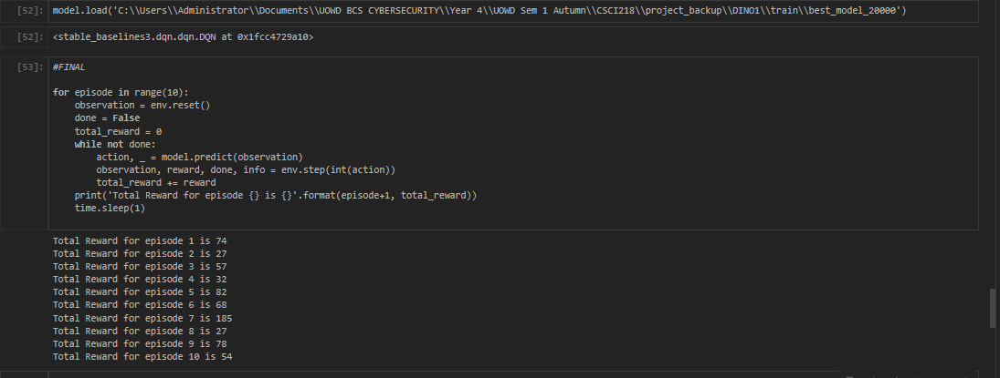 [52]: model.load('C:\\Users\\Administrator\\Documents\\UOWD BCS CYBERSECURITY\\Year 4\\UOWD Sem 1 Autumn\\CSCI218\\project_backup\\DINO1\\train\\best_model_20000')
[52]: <stable_baselines3.dqn.dqn.DQN at 0x1fcc4729a10>
[53]: #FINAL
for episode in range(10):
    observation = env.reset()
    done = False
    total_reward = 0
    while not done:
        action, _ = model.predict(observation)
        observation, reward, done, info = env.step(int(action))
        total_reward += reward
    print('Total Reward for episode {} is {}'.format(episode+1, total_reward))
    time.sleep(1)
Total Reward for episode 1 is 74
Total Reward for episode 2 is 27
Total Reward for episode 3 is 57
Total Reward for episode 4 is 32
Total Reward for episode 5 is 82
Total Reward for episode 6 is 68
Total Reward for episode 7 is 185
Total Reward for episode 8 is 27
Total Reward for episode 9 is 78
Total Reward for episode 10 is 54